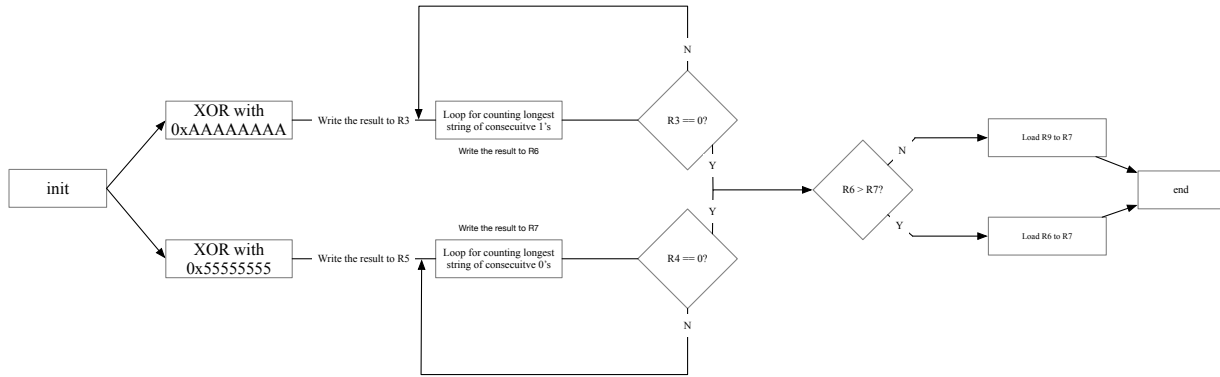 init
XOR with
0xAAAAAAAA
Write the result to R3
Loop for counting longest
string of consecuitve 1's
Write the result to R6
N
R3 == 0?
Y
XOR with
0x55555555
Write the result to R5
Write the result to R7
Loop for counting longest
string of consecuitve 0's
Y
R4 == 0?
N
R6 > R7?
N
Load R9 to R7
Y
Load R6 to R7
end